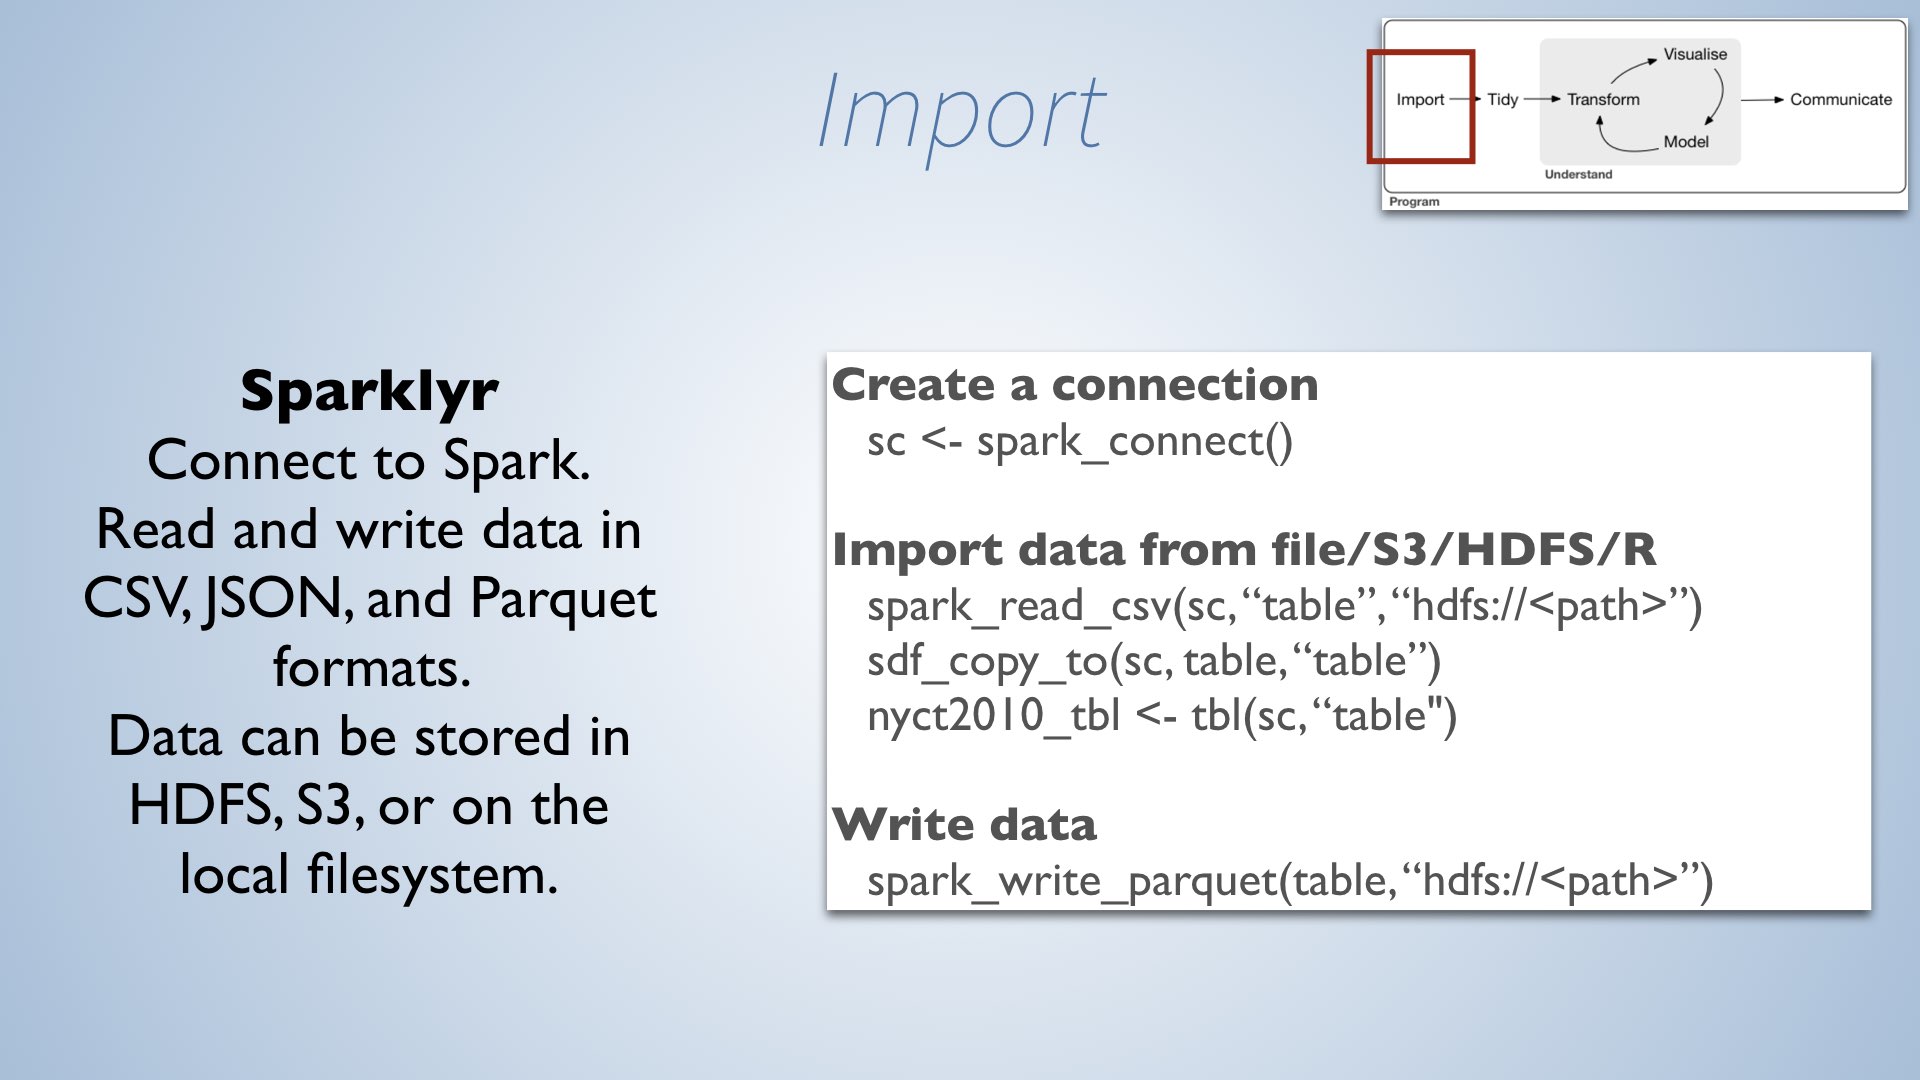 Import
Import
Tidy
Transform
Visualise
Model
Communicate
Understand
Program
Sparklyr
Connect to Spark.
Read and write data in
CSV, JSON, and Parquet
formats.
Data can be stored in
HDFS, S3, or on the
local filesystem.
Create a connection
sc <- spark_connect()
Import data from file/S3/HDFS/R
spark_read_csv(sc, “table”, “hdfs://<path>”)
sdf_copy_to(sc, table, “table”)
nyct2010_tbl <- tbl(sc, “table")
Write data
spark_write_parquet(table, “hdfs://<path>”)